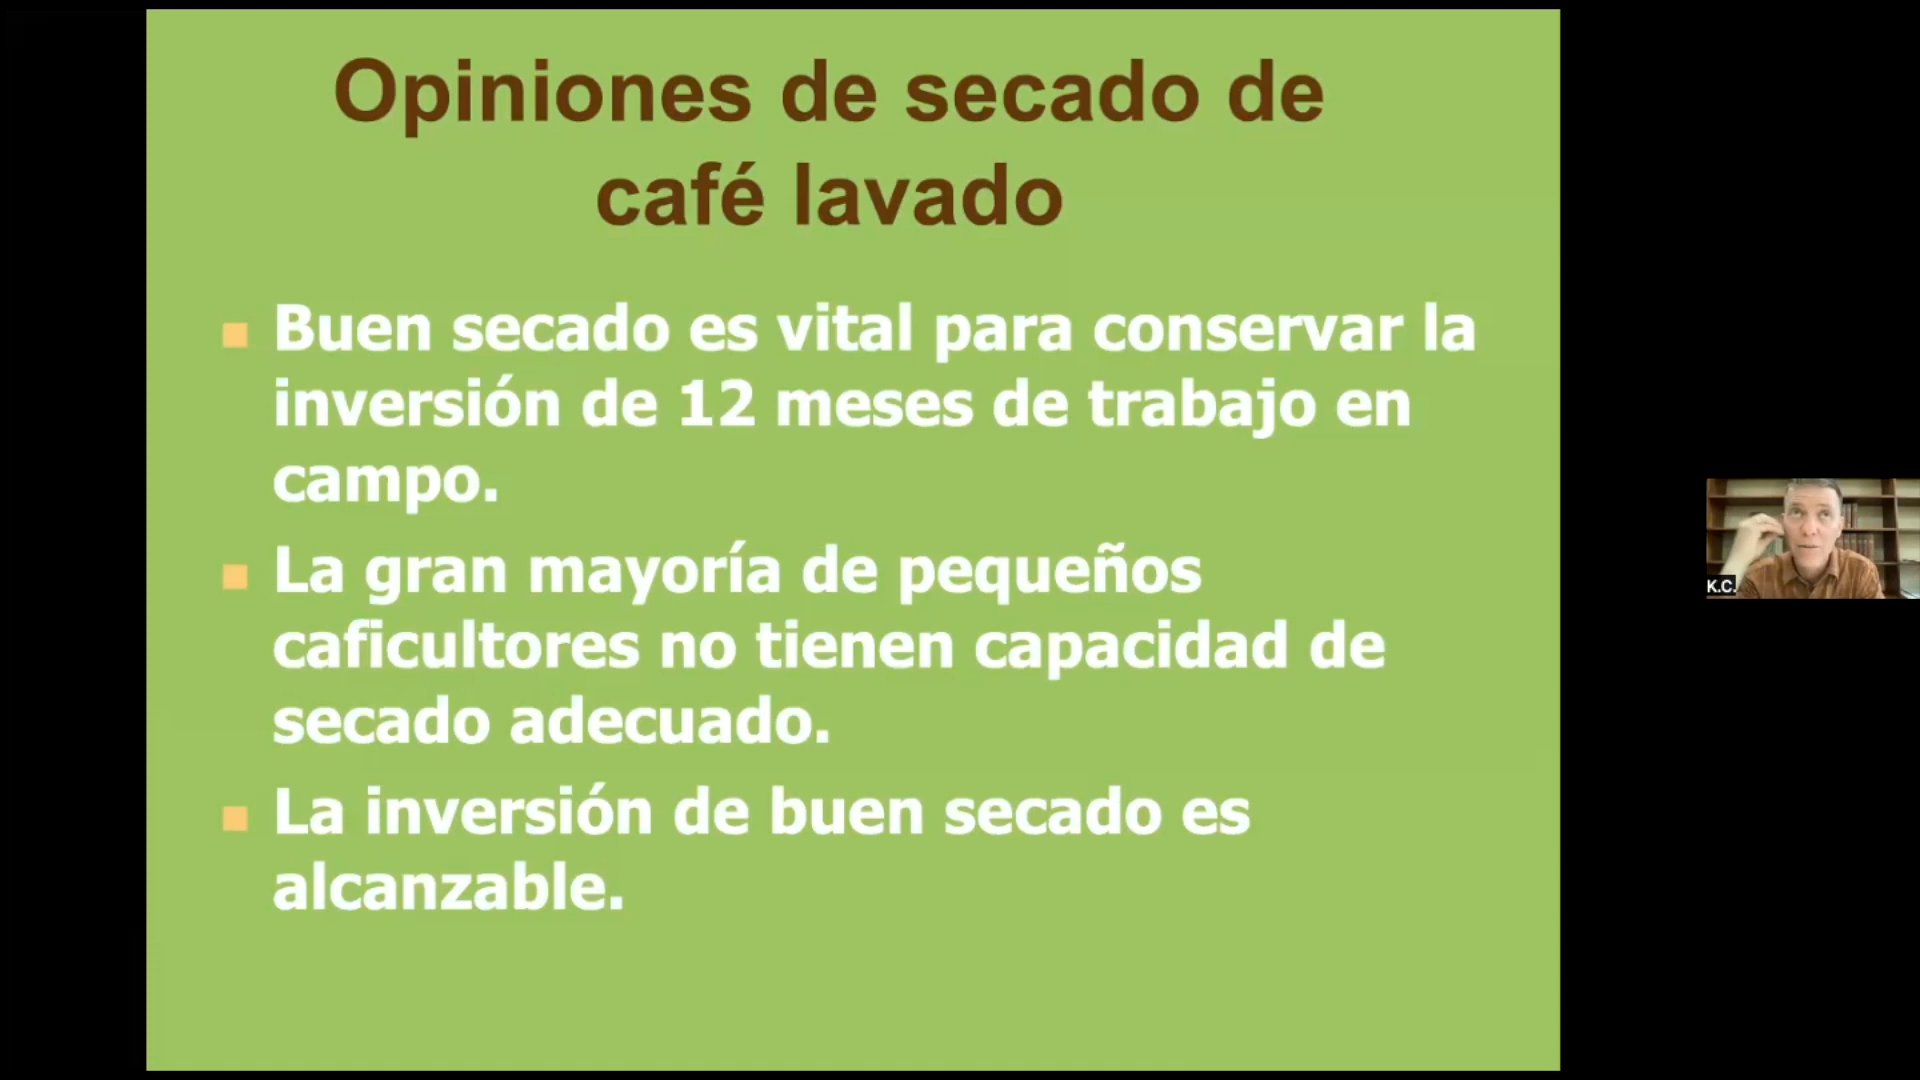 Opiniones de secado de
café lavado
Buen secado es vital para conservar la
inversión de 12 meses de trabajo en
campo.
La gran mayoría de pequeños
caficultores no tienen capacidad de
secado adecuado.
La inversión de buen secado es
alcanzable.
K.C.